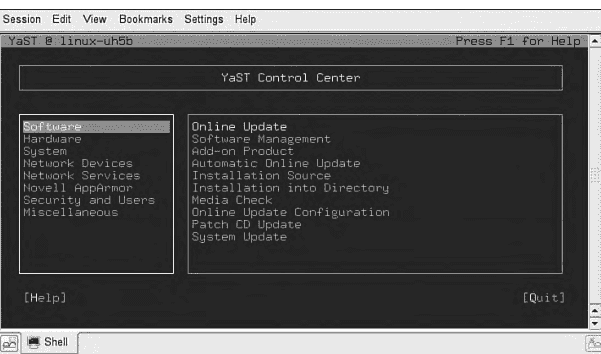 Session Edit View Bookmarks Settings Help
YaST @ linux-uh5b Press F1 for Help
YaST Control Center
Software
Hardware
System
Network Devices
Network Services
Novell AppArmor
Security and Users
Miscellaneous
Online Update
Software Management
Add-on Product
Automatic Online Update
Installation Source
Installation into Directory
Media Check
Online Update Configuration
Patch CD Update
System Update
[Help] [Quit]
Shell